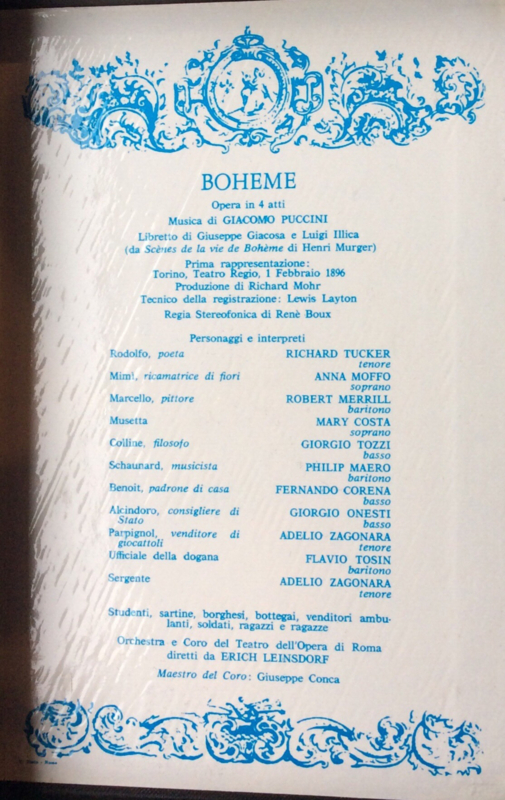 BOHEME
Opera in 4 atti
Musica di GIACOMO PUCCINI
Libretto di Giuseppe Giacosa e Luigi Illica
(da Scènes de la vie de Bohème di Henri Murger)
Prima rappresentazione:
Torino, Teatro Regio, 1 Febbraio 1896
Produzione di Richard Mohr
Tecnico della registrazione: Lewis Layton
Regia Stereofonica di Renè Boux
Personaggi e interpreti
Rodolfo, poeta RICHARD TUCKER
tenore
Mimì, ricamatrice di fiori ANNA MOFFO
soprano
Marcello, pittore ROBERT MERRILL
baritono
Musetta MARY COSTA
soprano
Colline, filosofo GIORGIO TOZZI
basso
Schaunard, musicista PHILIP MAERO
baritono
Benoit, padrone di casa FERNANDO CORENA
basso
Alcindoro, consigliere di GIORGIO ONESTI
Stato basso
Parpignol, venditore di ADELIO ZAGONARA
giocattoli tenore
Ufficiale della dogana FLAVIO TOSIN
baritono
Sergente ADELIO ZAGONARA
tenore
Studenti, sartine, borghesi, bottegai, venditori ambu-
lanti, soldati, ragazzi e ragazze
Orchestra e Coro del Teatro dell'Opera di Roma
diretti da ERICH LEINSDORF
Maestro del Coro: Giuseppe Conca
Roma